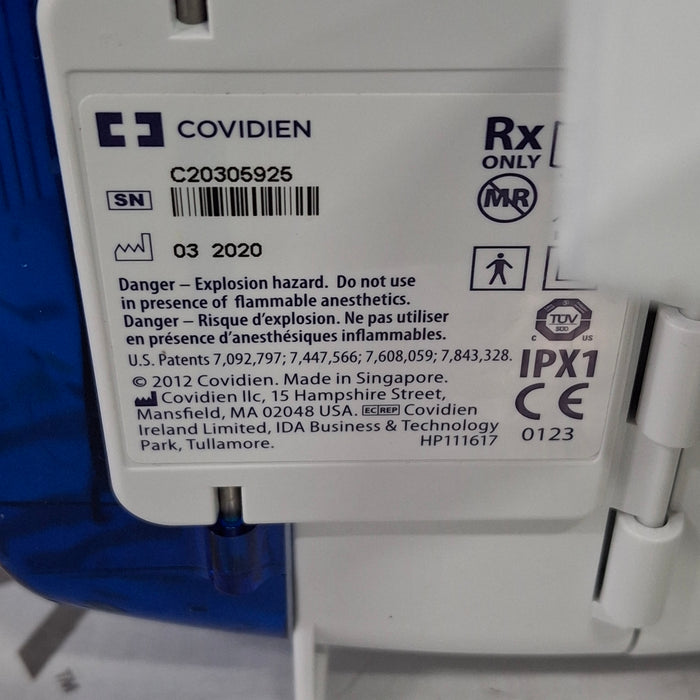 COVIDIEN
Rx
ONLY
C20305925
SN
MR
03 2020
Danger – Explosion hazard. Do not use
in presence of flammable anesthetics.
Danger – Risque d'explosion. Ne pas utiliser
en présence d'anesthésiques inflammables.
U.S. Patents 7,092,797; 7,447,566; 7,608,059; 7,843,328.
© 2012 Covidien. Made in Singapore.
Covidien llc, 15 Hampshire Street,
Mansfield, MA 02048 USA. EC REP Covidien
Ireland Limited, IDA Business & Technology
Park, Tullamore.
HP111617
TÜV
SÜD
C US
IPX1
CE
0123
TM